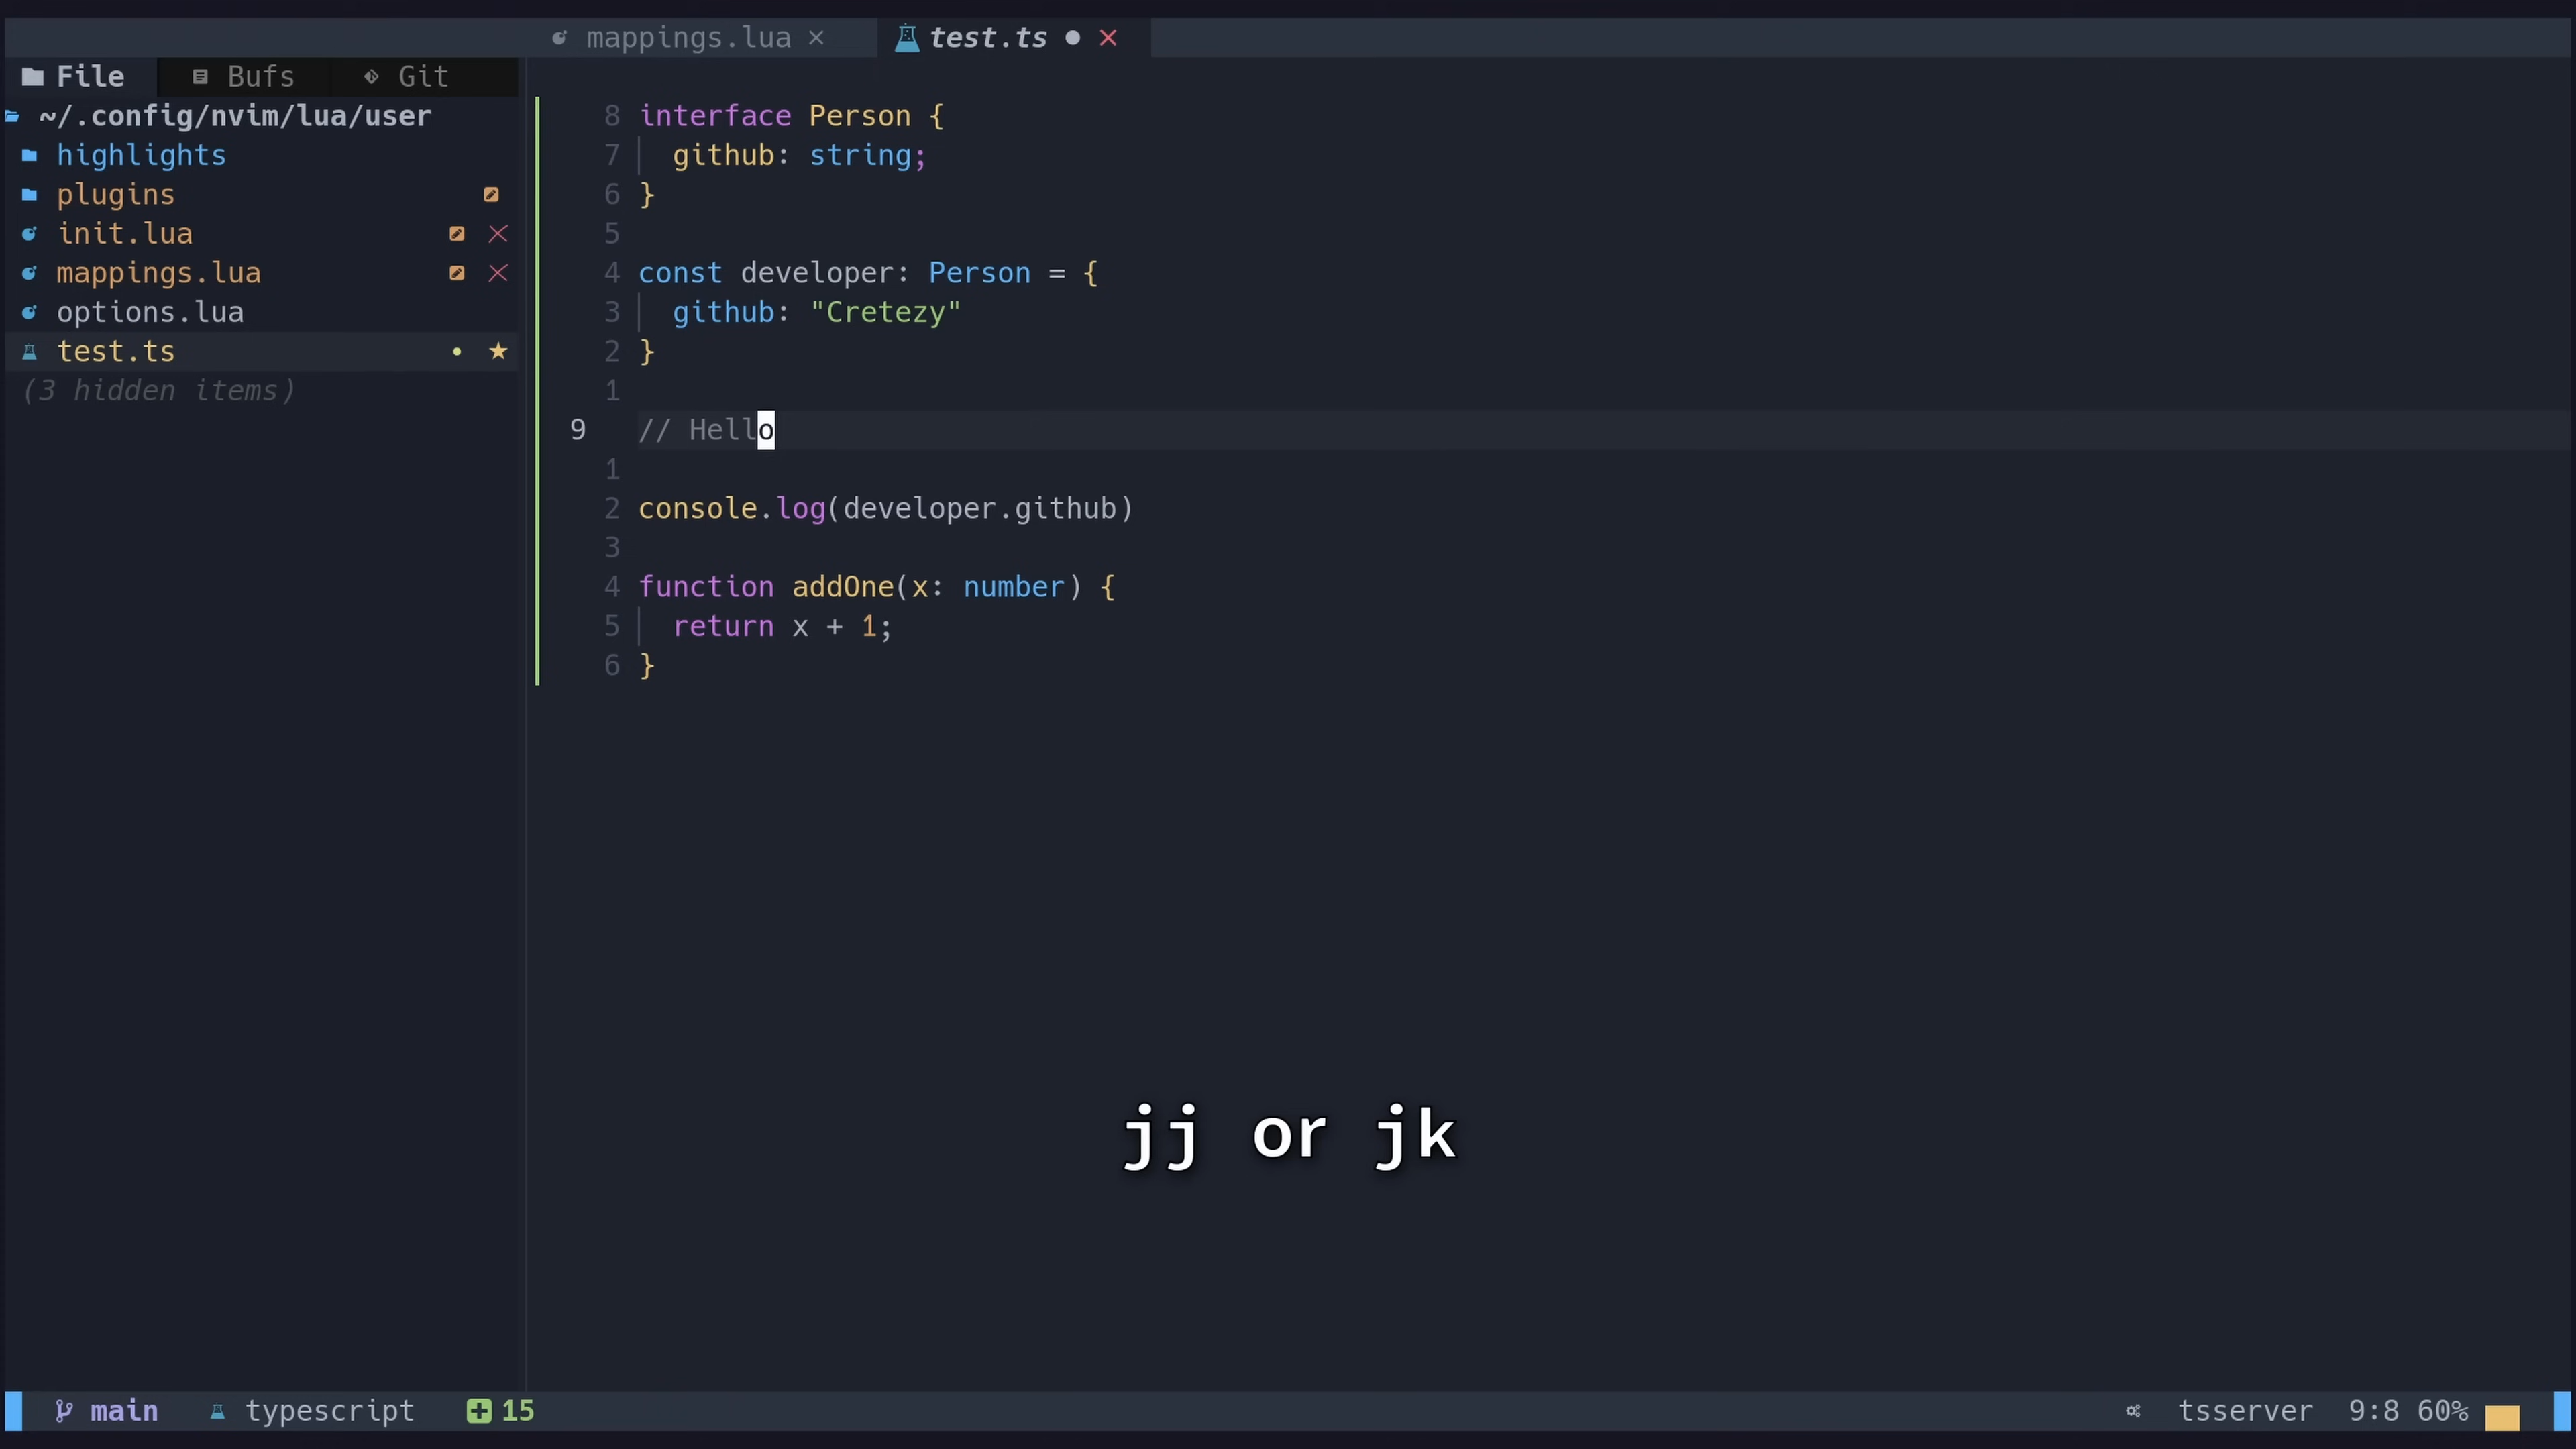 mappings.lua
test.ts
File Bufs Git
~/.config/nvim/lua/user
highlights
plugins
init.lua
mappings.lua
options.lua
test.ts
(3 hidden items)
8 interface Person {
7 github: string;
6 }
5
4 const developer: Person = {
3 github: "Cretezy"
2 }
1
9 // Hello
1
2 console.log(developer.github)
3
4 function addOne(x: number) {
5 return x + 1;
6 }
jj or jk
main typescript 15 tsserver 9:8 60%